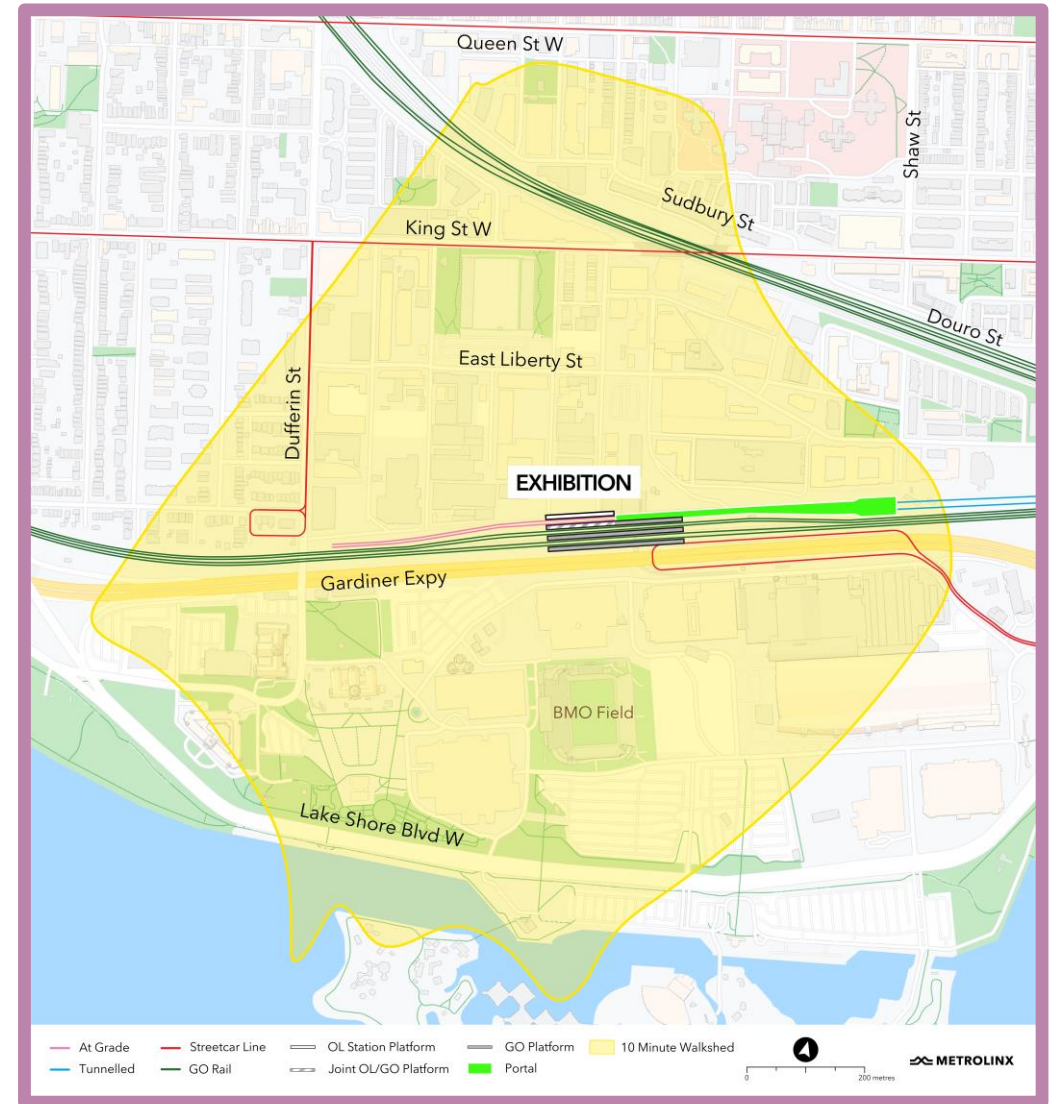 Queen St W
Shaw St
Sudbury St
King St W
Douro St
East Liberty St
Dufferin St
EXHIBITION
Gardiner Expy
BMO Field
Lake Shore Blvd W
At Grade
Streetcar Line
OL Station Platform
GO Platform
10 Minute Walkshed
Tunnelled
GO Rail
Joint OL/GO Platform
Portal
0
200 metres
METROLINX